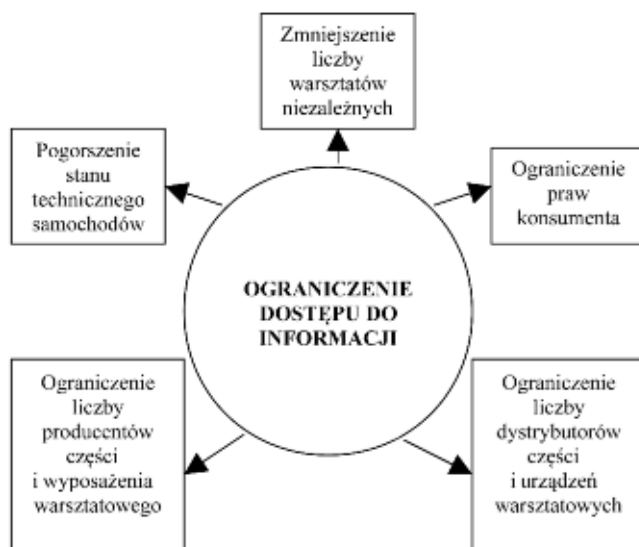 Zmniejszenie
liczby
warsztatów
niezależnych
Pogorszenie
stanu
technicznego
samochodów
Ograniczenie
praw
konsumenta
OGRANICZENIE
DOSTĘPU DO
INFORMACJI
Ograniczenie
liczby
producentów
części
i wyposażenia
warsztatowego
Ograniczenie
liczby
dystrybutorów
części
i urządzeń
warsztatowych